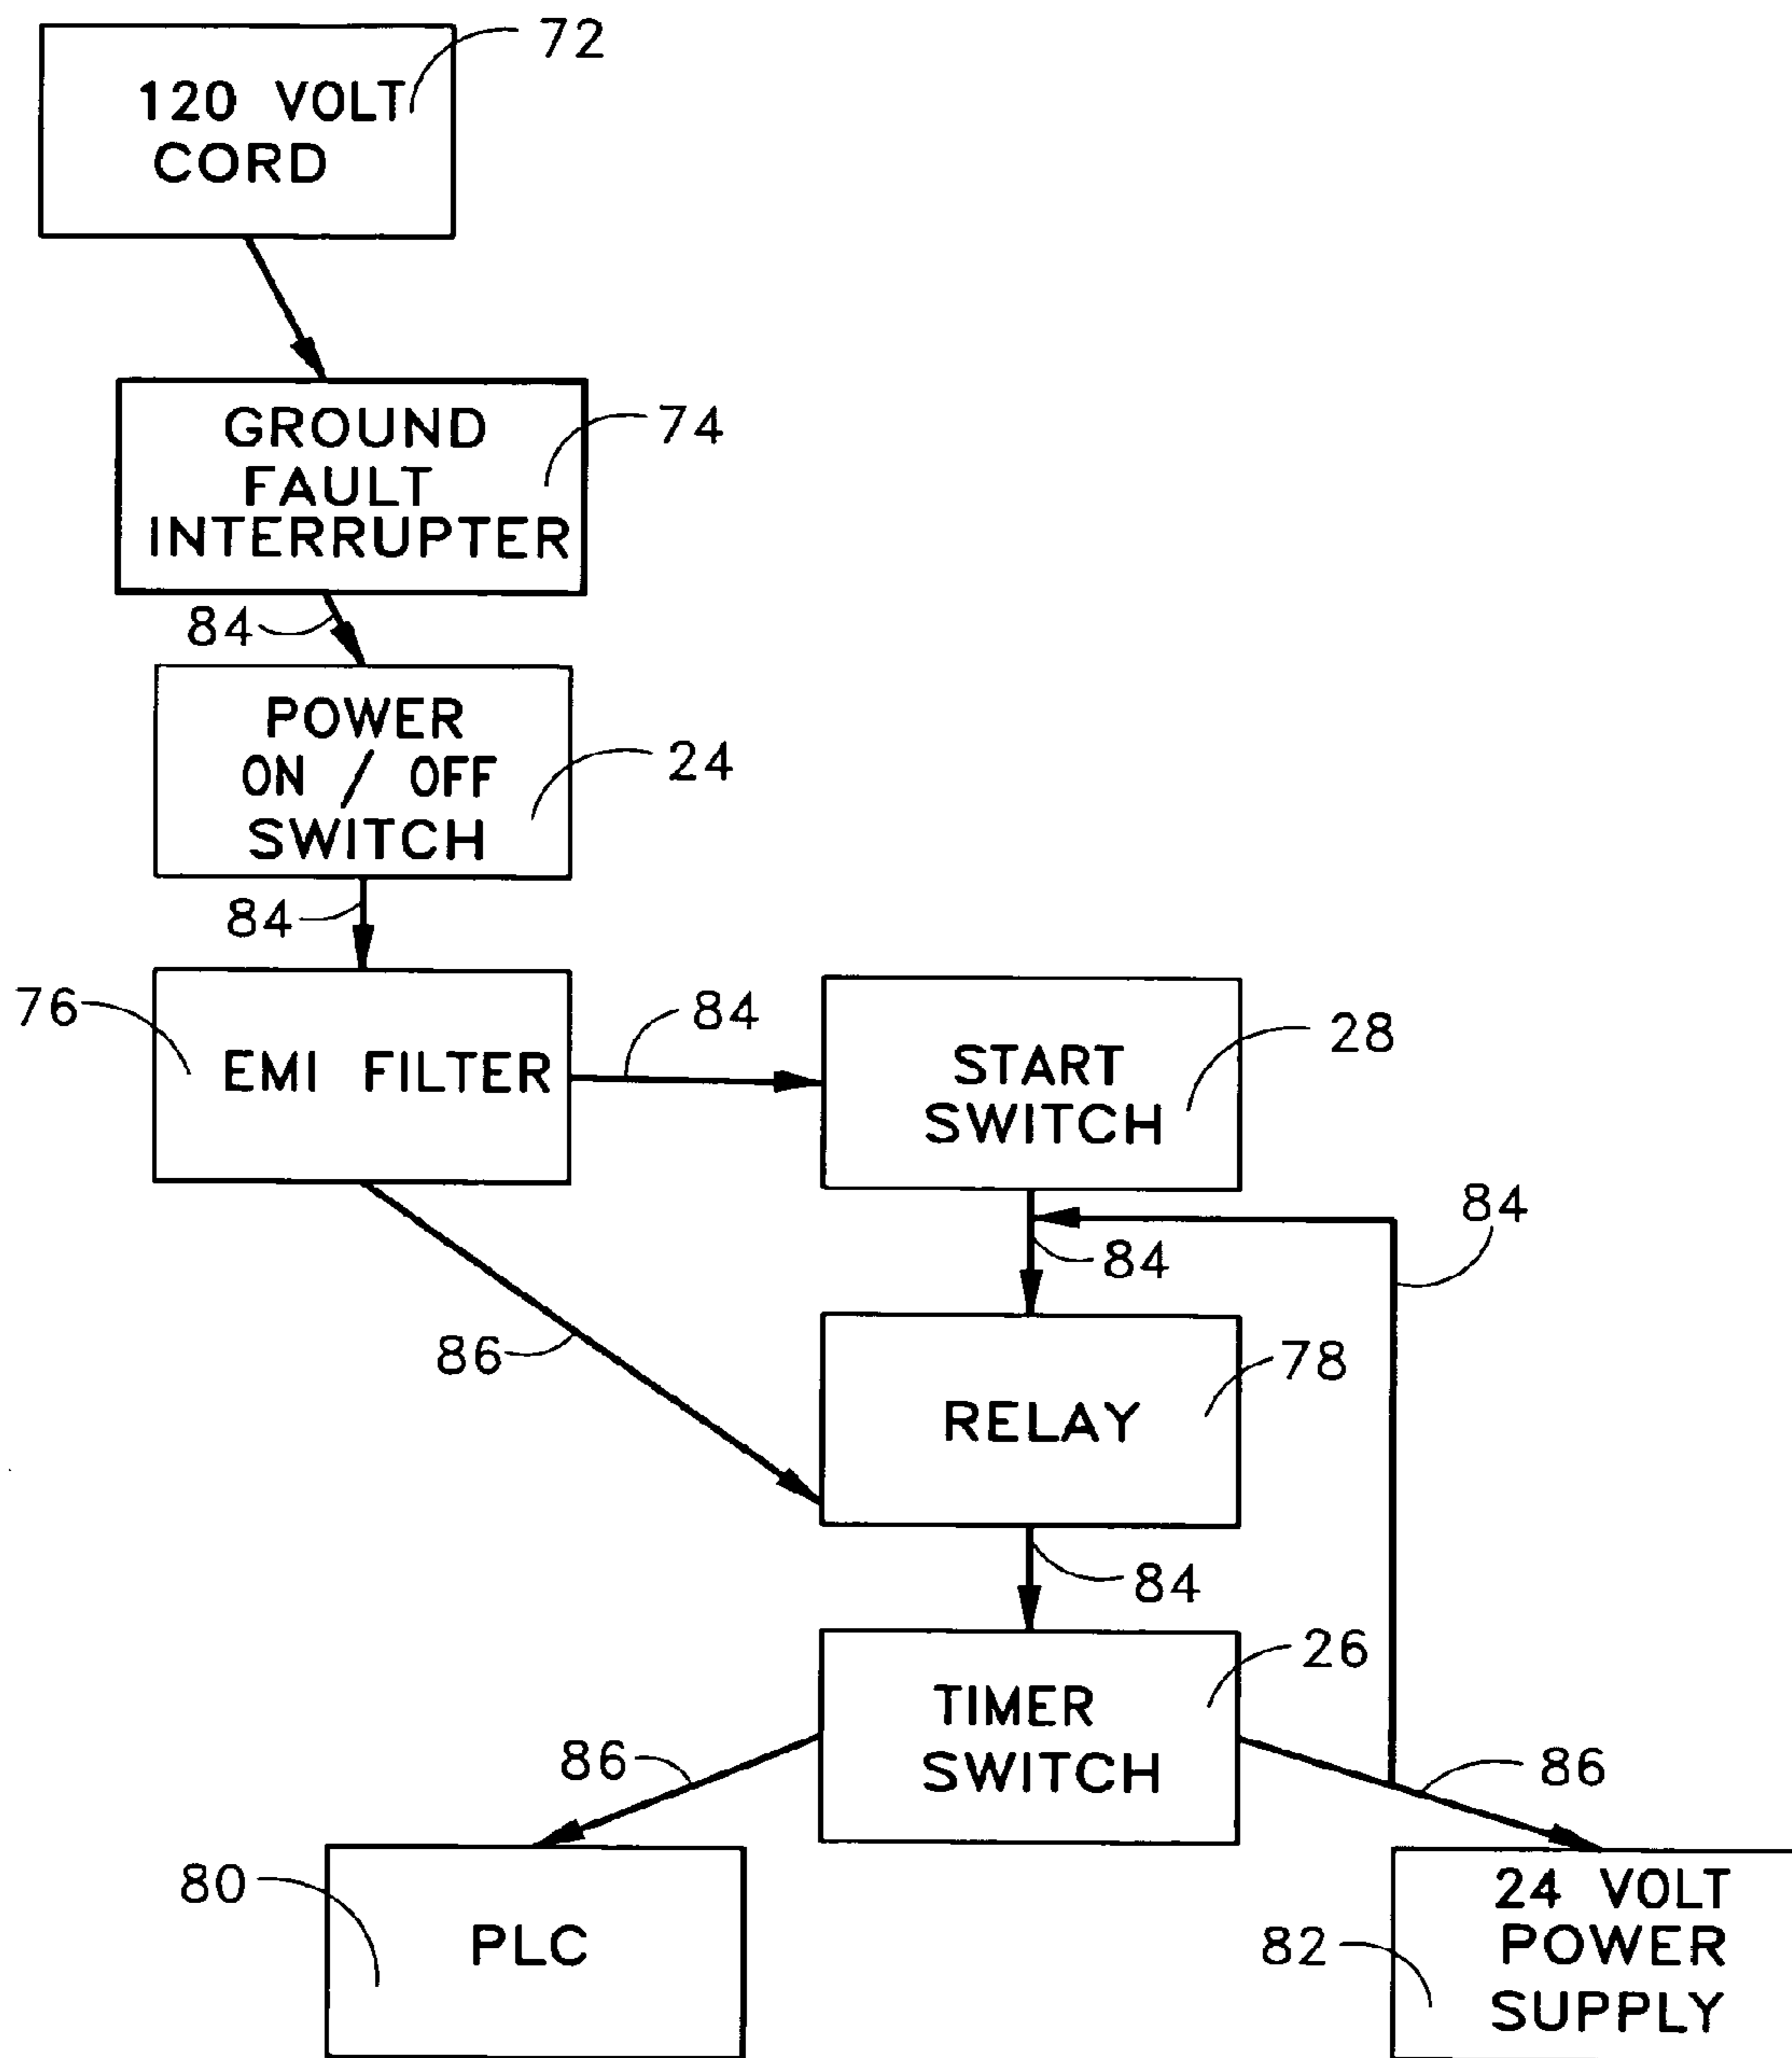 72
120 VOLT
CORD
GROUND
FAULT
INTERRUPTER
74
84
POWER
ON / OFF
SWITCH
24
84
76
EMI FILTER
84
START
SWITCH
28
84
84
86
RELAY
78
84
TIMER
SWITCH
26
86
86
80
PLC
82
24 VOLT
POWER
SUPPLY